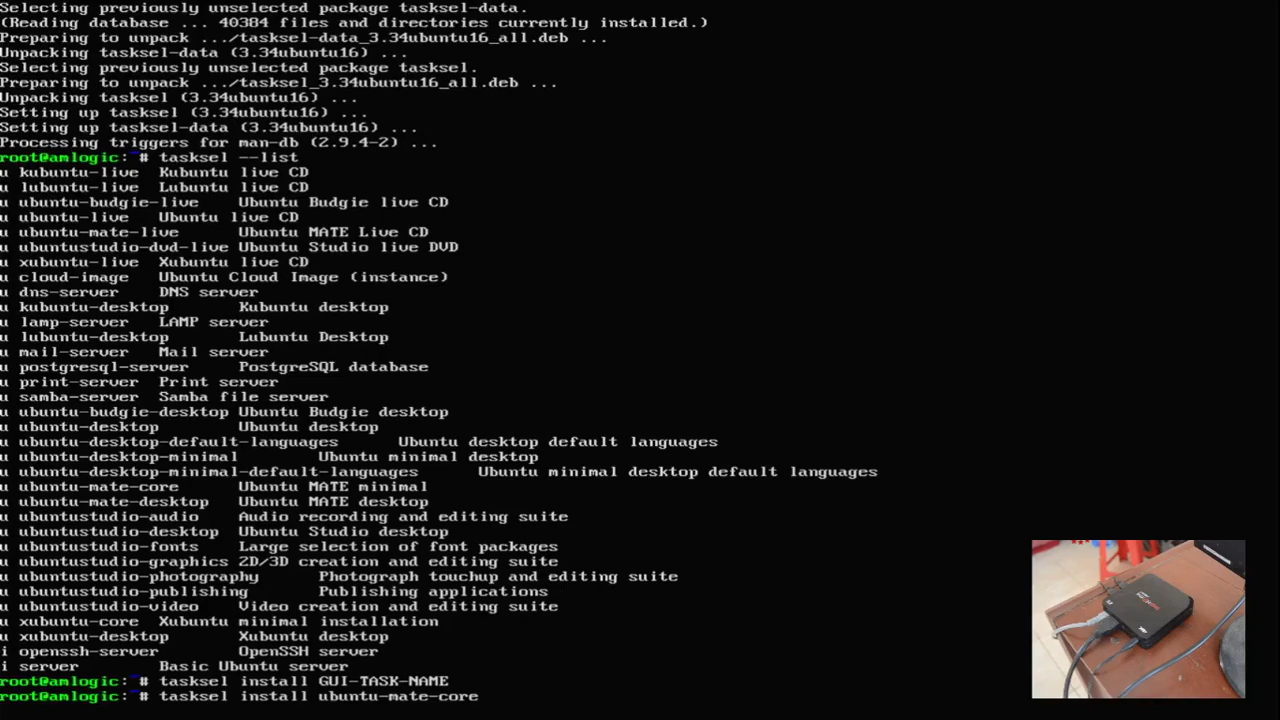 Selecting previously unselected package tasksel-data.
(Reading database ... 40384 files and directories currently installed.)
Preparing to unpack .../tasksel-data_3.34ubuntu16_all.deb ...
Unpacking tasksel-data (3.34ubuntu16) ...
Selecting previously unselected package tasksel.
Preparing to unpack .../tasksel_3.34ubuntu16_all.deb ...
Unpacking tasksel (3.34ubuntu16) ...
Setting up tasksel (3.34ubuntu16) ...
Setting up tasksel-data (3.34ubuntu16) ...
Processing triggers for man-db (2.9.4-2) ...
root@amlogic:~# tasksel --list
u kubuntu-live	Kubuntu live CD
u lubuntu-live	Lubuntu live CD
u ubuntu-budgie-live	Ubuntu Budgie live CD
u ubuntu-live	Ubuntu live CD
u ubuntu-mate-live	Ubuntu MATE Live CD
u ubuntustudio-dvd-live	Ubuntu Studio live DVD
u xubuntu-live	Xubuntu live CD
u cloud-image	Ubuntu Cloud Image (instance)
u dns-server	DNS server
u kubuntu-desktop	Kubuntu desktop
u lamp-server	LAMP server
u lubuntu-desktop	Lubuntu Desktop
u mail-server	Mail server
u postgresql-server	PostgreSQL database
u print-server	Print server
u samba-server	Samba file server
u ubuntu-budgie-desktop	Ubuntu Budgie desktop
u ubuntu-desktop	Ubuntu desktop
u ubuntu-desktop-default-languages	Ubuntu desktop default languages
u ubuntu-desktop-minimal	Ubuntu minimal desktop
u ubuntu-desktop-minimal-default-languages	Ubuntu minimal desktop default languages
u ubuntu-mate-core	Ubuntu MATE minimal
u ubuntu-mate-desktop	Ubuntu MATE desktop
u ubuntustudio-audio	Audio recording and editing suite
u ubuntustudio-desktop	Ubuntu Studio desktop
u ubuntustudio-fonts	Large selection of font packages
u ubuntustudio-graphics	2D/3D creation and editing suite
u ubuntustudio-photography	Photograph touchup and editing suite
u ubuntustudio-publishing	Publishing applications
u ubuntustudio-video	Video creation and editing suite
u xubuntu-core	Xubuntu minimal installation
u xubuntu-desktop	Xubuntu desktop
i openssh-server	OpenSSH server
i server	Basic Ubuntu server
root@amlogic:~# tasksel install GUI-TASK-NAME
root@amlogic:~# tasksel install ubuntu-mate-core